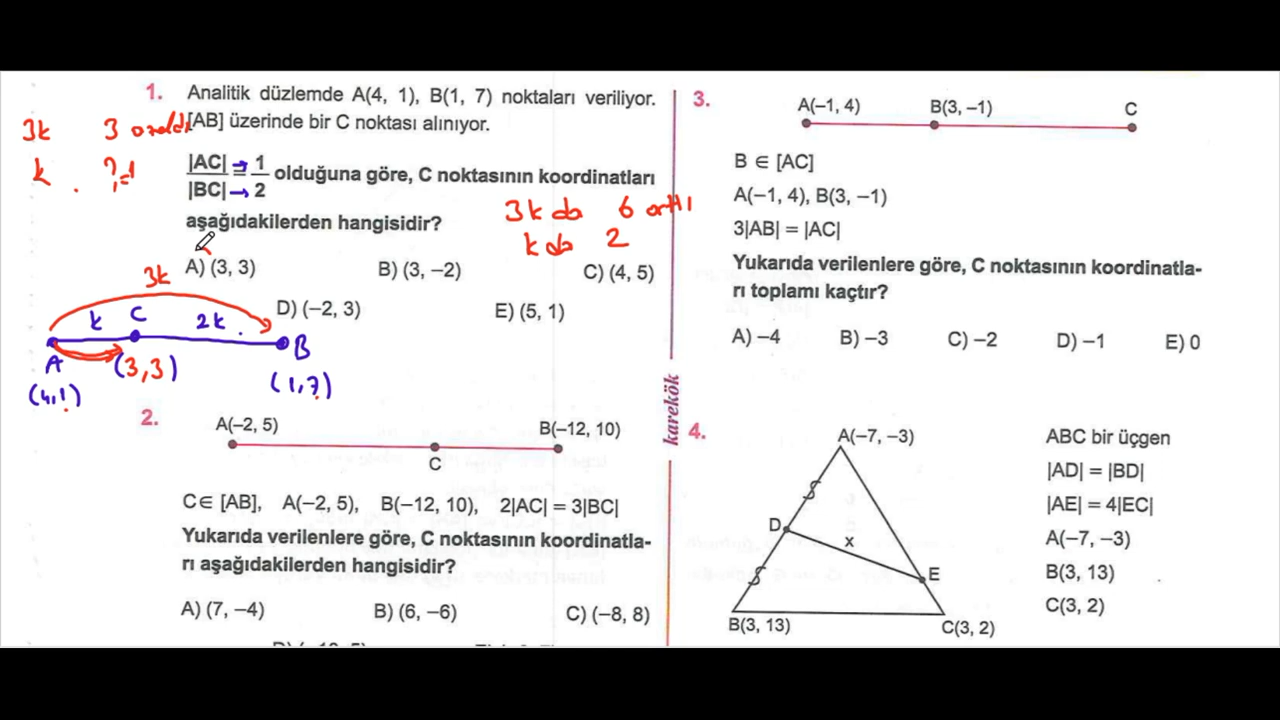 1. Analitik düzlemde A(4, 1), B(1, 7) noktaları veriliyor.
[AB] üzerinde bir C noktası alınıyor.
|AC| → 1
|BC| → 2
= olduğuna göre, C noktasının koordinatları
aşağıdakilerden hangisidir?
A) (3, 3) B) (3, −2) C) (4, 5)
D) (−2, 3) E) (5, 1)
3k 3 azaldı
k ?=1
3k da 6 arttı
k da 2
3k
k C 2k
A B
(3,3)
(4,1) (1,7)
2. A(−2, 5) B(−12, 10)
C
C ∈ [AB], A(−2, 5), B(−12, 10), 2|AC| = 3|BC|
Yukarıda verilenlere göre, C noktasının koordinatla-
rı aşağıdakilerden hangisidir?
A) (7, −4) B) (6, −6) C) (−8, 8)
karekök
3. A(−1, 4) B(3, −1) C
B ∈ [AC]
A(−1, 4), B(3, −1)
3|AB| = |AC|
Yukarıda verilenlere göre, C noktasının koordinatla-
rı toplamı kaçtır?
A) −4 B) −3 C) −2 D) −1 E) 0
4. A(−7, −3)
D
x
E
B(3, 13) C(3, 2)
ABC bir üçgen
|AD| = |BD|
|AE| = 4|EC|
A(−7, −3)
B(3, 13)
C(3, 2)